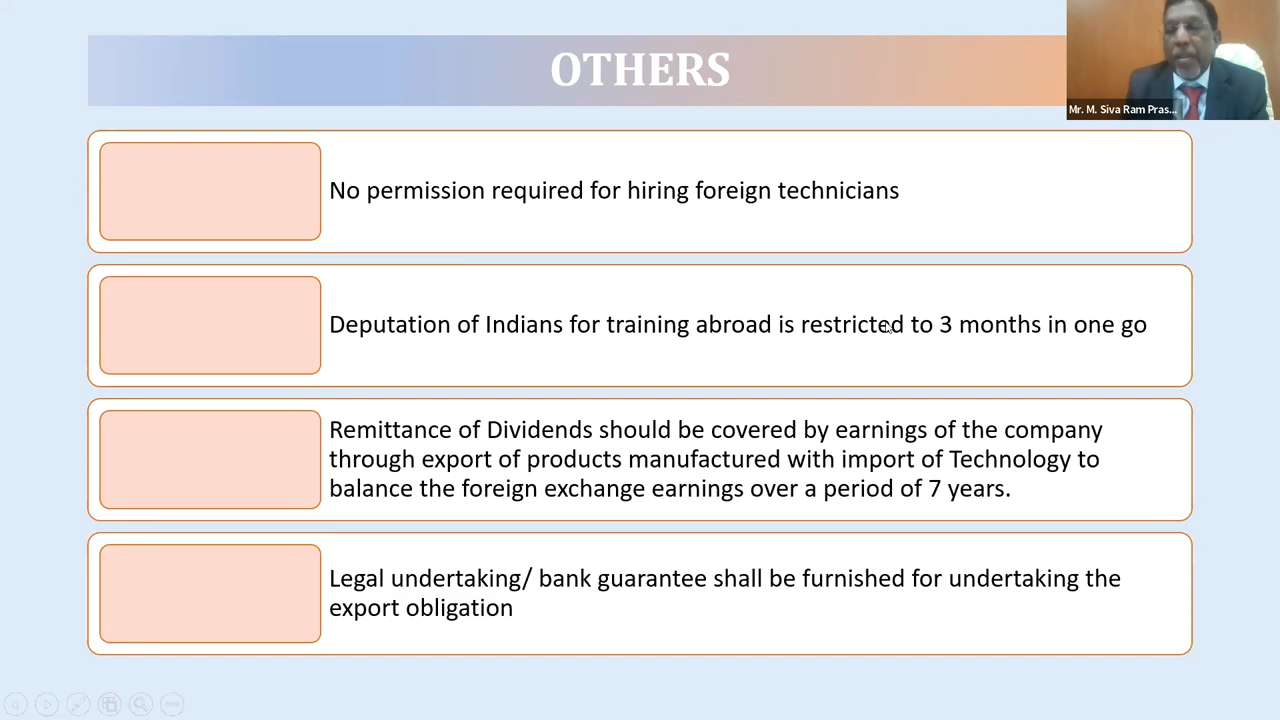 OTHERS
Mr. M. Siva Ram Pras...
No permission required for hiring foreign technicians
Deputation of Indians for training abroad is restricted to 3 months in one go
Remittance of Dividends should be covered by earnings of the company
through export of products manufactured with import of Technology to
balance the foreign exchange earnings over a period of 7 years.
Legal undertaking/ bank guarantee shall be furnished for undertaking the
export obligation